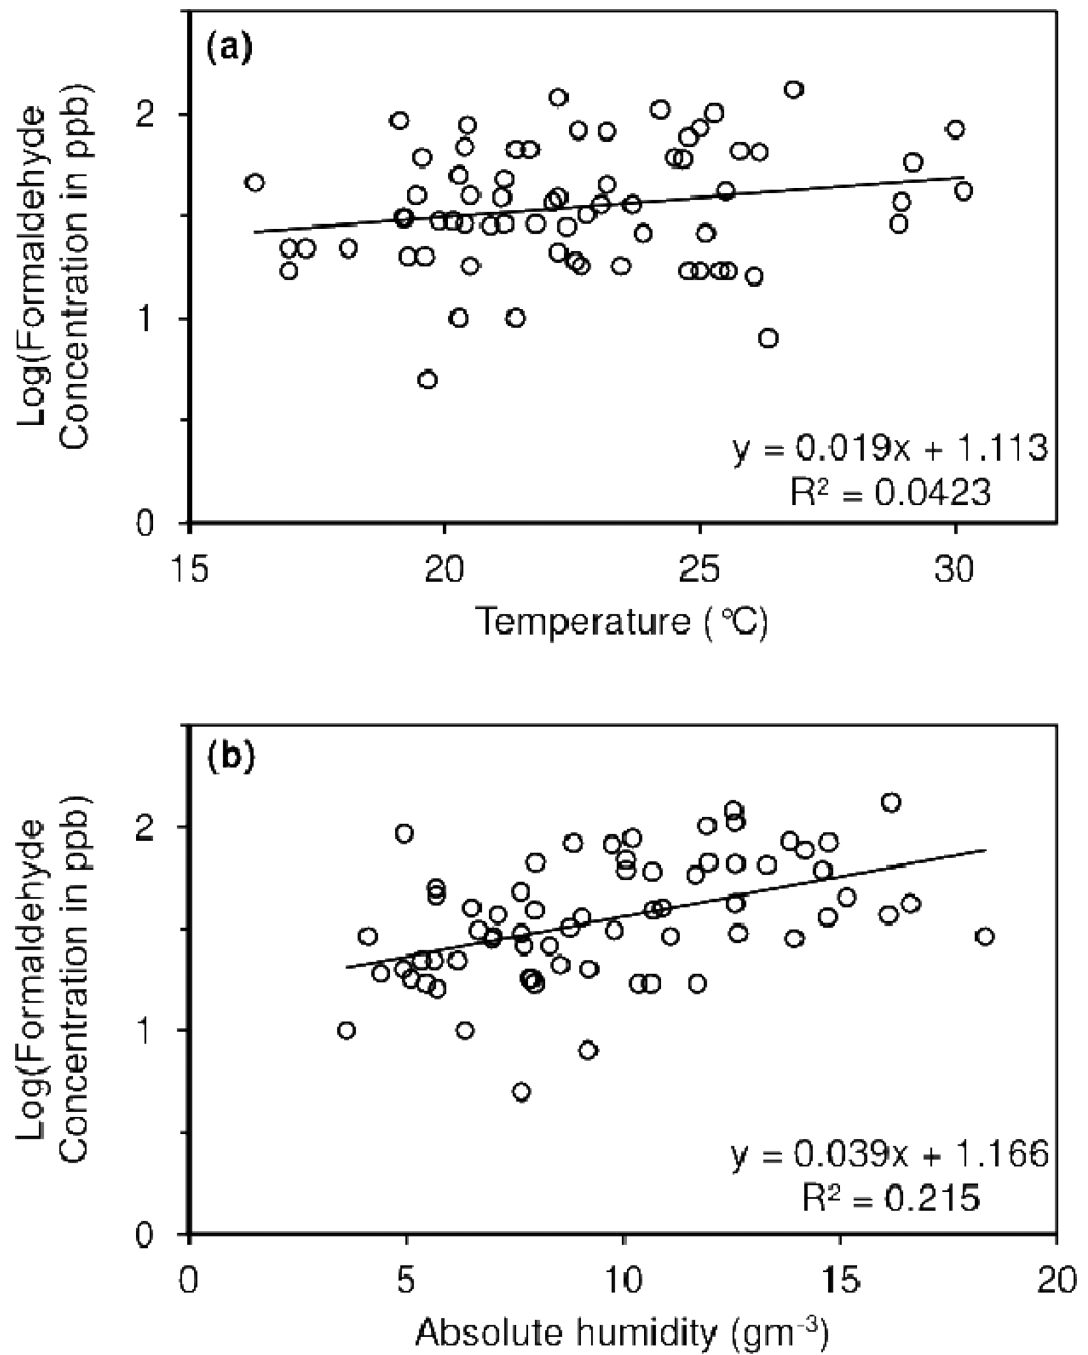 (a)
Log(Formaldehyde
Concentration in ppb)
2
1
0
y = 0.019x + 1.113
R² = 0.0423
15 20 25 30
Temperature (°C)
(b)
Log(Formaldehyde
Concentration in ppb)
2
1
0
y = 0.039x + 1.166
R² = 0.215
0 5 10 15 20
Absolute humidity (gm⁻³)